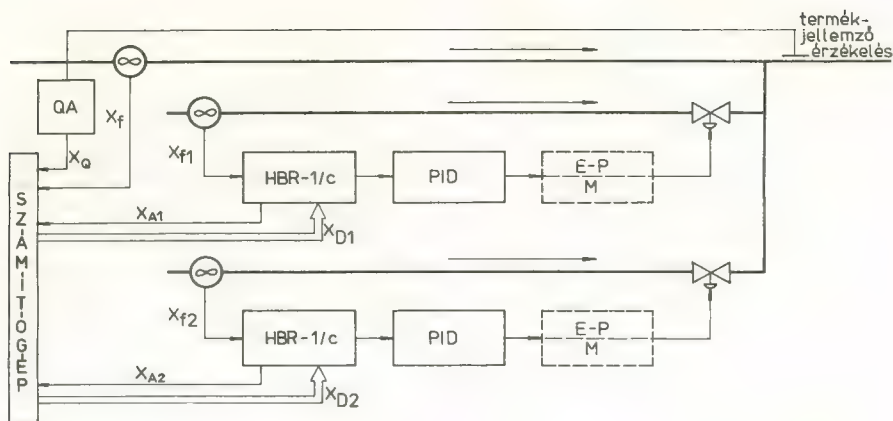 termék-
jellemző
érzékelés
QA
Xf
XQ
Xf1
HBR-1/c
PID
E-P
M
XA1
XD1
SZÁMÍTÓGÉP
Xf2
HBR-1/c
PID
E-P
M
XA2
XD2